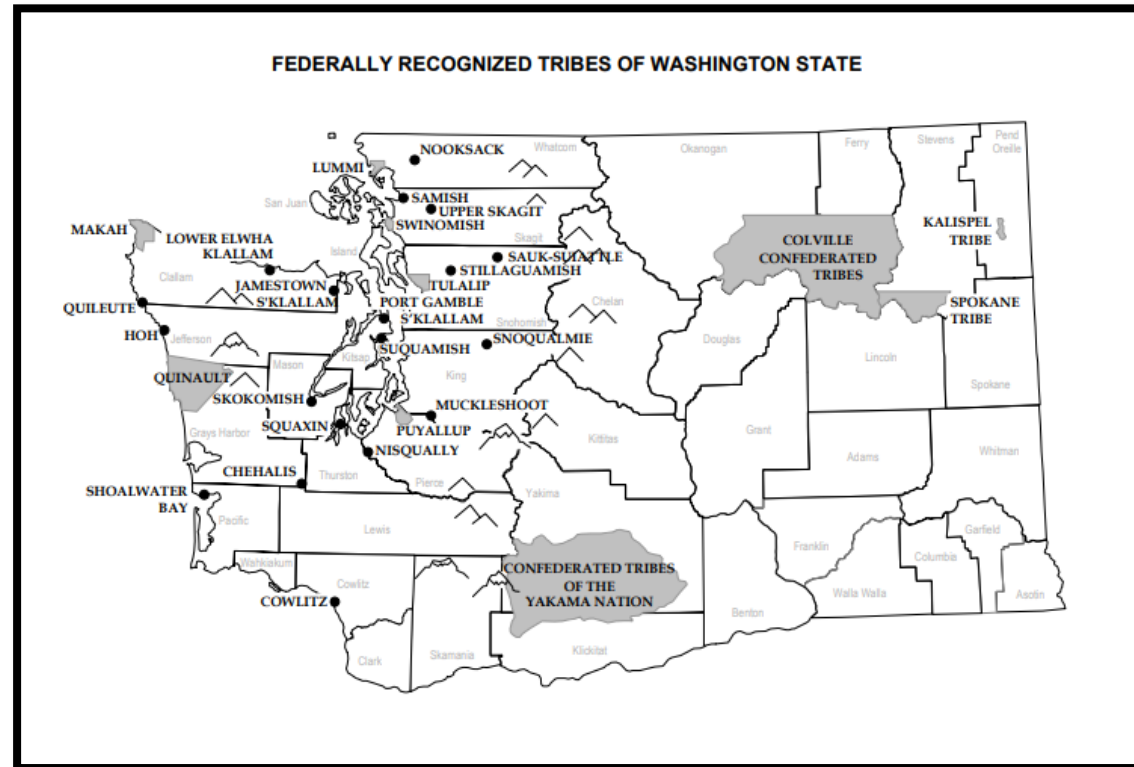 FEDERALLY RECOGNIZED TRIBES OF WASHINGTON STATE
NOOKSACK
Whatcom
Okanogan
Ferry
Stevens
Pend
Oreille
LUMMI
San Juan
SAMISH
UPPER SKAGIT
SWINOMISH
Skagit
MAKAH
LOWER ELWHA
KLALLAM
Island
Clallam
SAUK-SUIATTLE
STILLAGUAMISH
TULALIP
JAMESTOWN
S'KLALLAM
PORT GAMBLE
S'KLALLAM
Snohomish
Chelan
COLVILLE
CONFEDERATED
TRIBES
KALISPEL
TRIBE
SPOKANE
TRIBE
QUILEUTE
HOH
Jefferson
SUQUAMISH
SNOQUALMIE
Douglas
Lincoln
Mason
Kitsap
King
Spokane
QUINAULT
SKOKOMISH
MUCKLESHOOT
PUYALLUP
SQUAXIN
NISQUALLY
Grays Harbor
Kittitas
Grant
Adams
Whitman
CHEHALIS
Thurston
Pierce
Yakima
SHOALWATER
BAY
Pacific
Lewis
Franklin
Garfield
Columbia
Wahkiakum
Cowlitz
CONFEDERATED TRIBES
OF THE
YAKAMA NATION
Walla Walla
Asotin
COWLITZ
Benton
Clark
Skamania
Klickitat